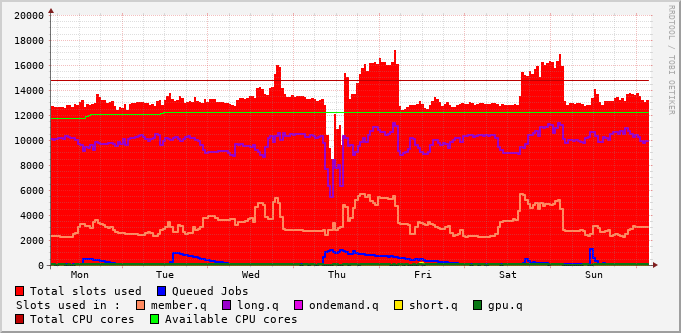 20000
18000
16000
14000
12000
10000
8000
6000
4000
2000
0
Mon Tue Wed Thu Fri Sat Sun
RRDTOOL / TOBI OETIKER
Total slots used Queued Jobs
Slots used in : member.q long.q ondemand.q short.q gpu.q
Total CPU cores Available CPU cores